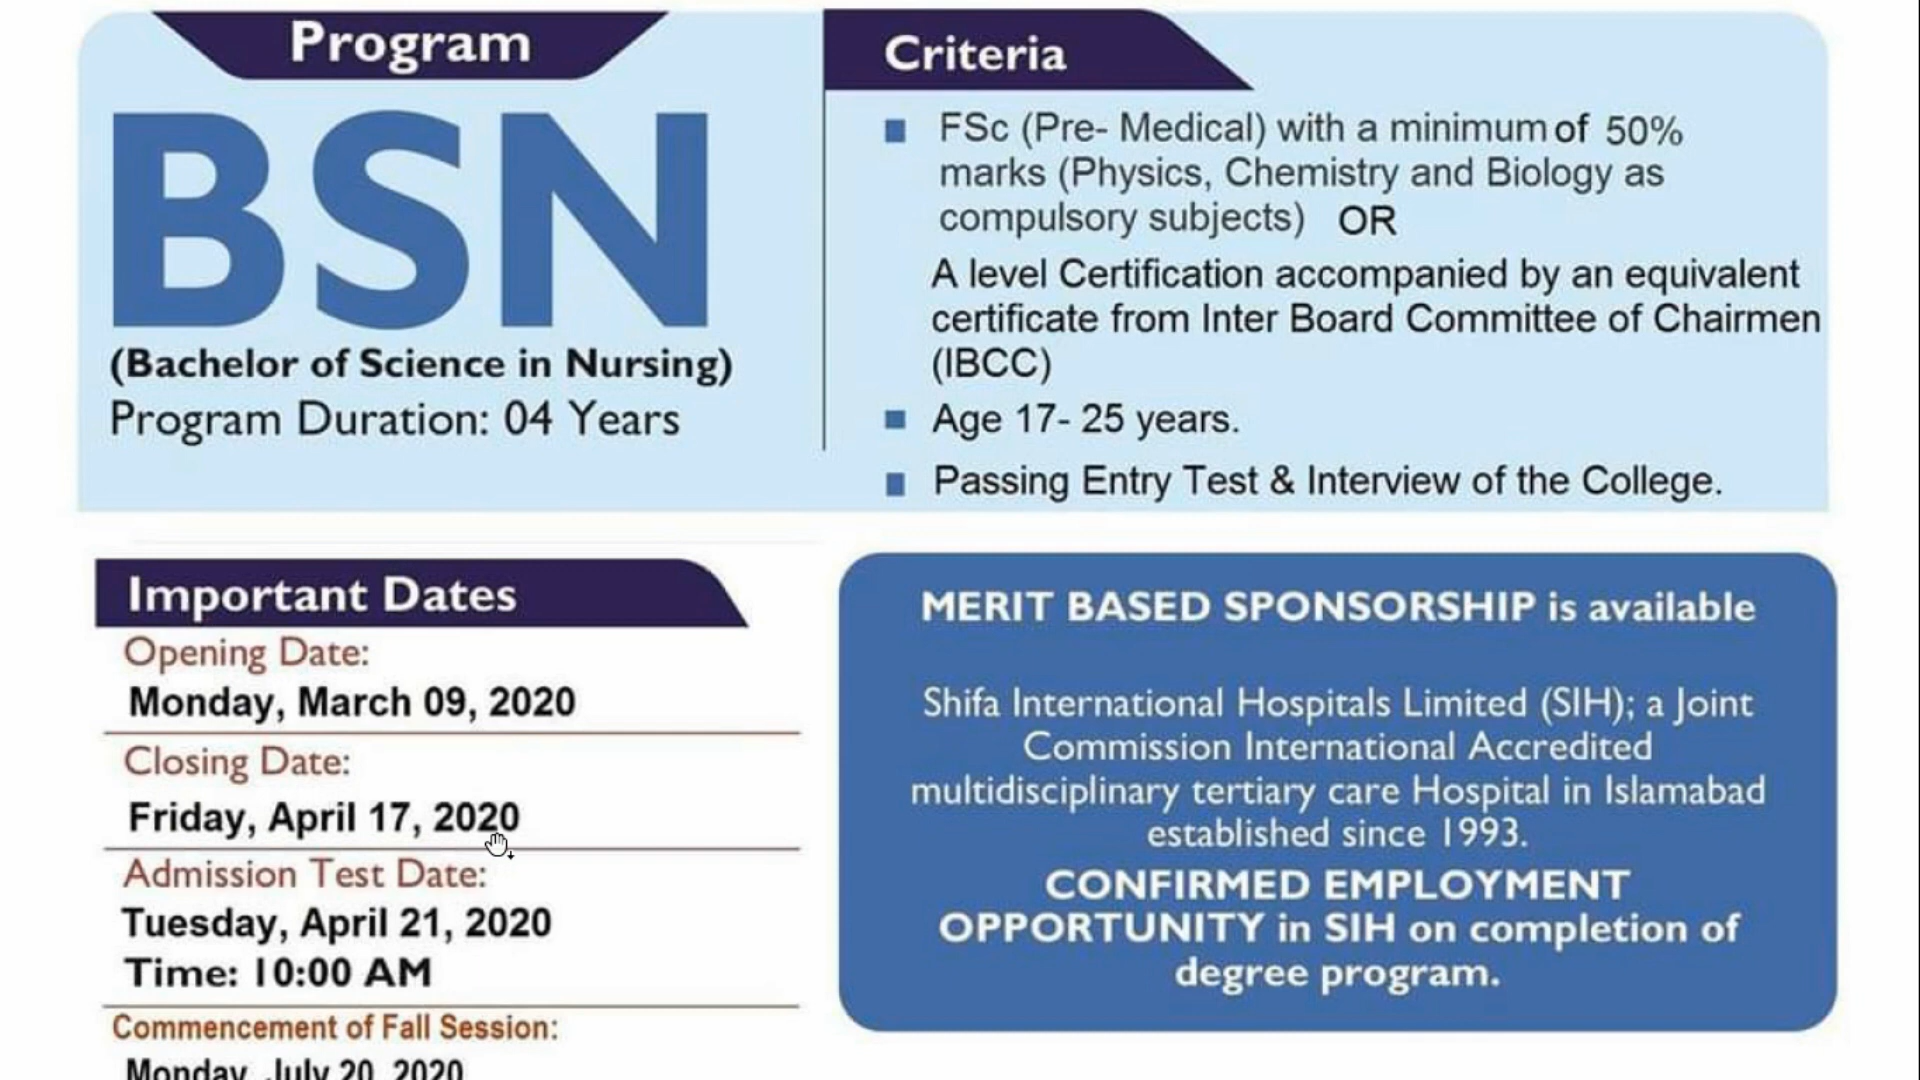 Program
BSN
(Bachelor of Science in Nursing)
Program Duration: 04 Years
Criteria
FSc (Pre- Medical) with a minimum of 50%
marks (Physics, Chemistry and Biology as
compulsory subjects) OR
A level Certification accompanied by an equivalent
certificate from Inter Board Committee of Chairmen
(IBCC)
Age 17- 25 years.
Passing Entry Test & Interview of the College.
Important Dates
Opening Date:
Monday, March 09, 2020
Closing Date:
Friday, April 17, 2020
Admission Test Date:
Tuesday, April 21, 2020
Time: 10:00 AM
Commencement of Fall Session:
Monday, July 20, 2020
MERIT BASED SPONSORSHIP is available
Shifa International Hospitals Limited (SIH); a Joint
Commission International Accredited
multidisciplinary tertiary care Hospital in Islamabad
established since 1993.
CONFIRMED EMPLOYMENT
OPPORTUNITY in SIH on completion of
degree program.